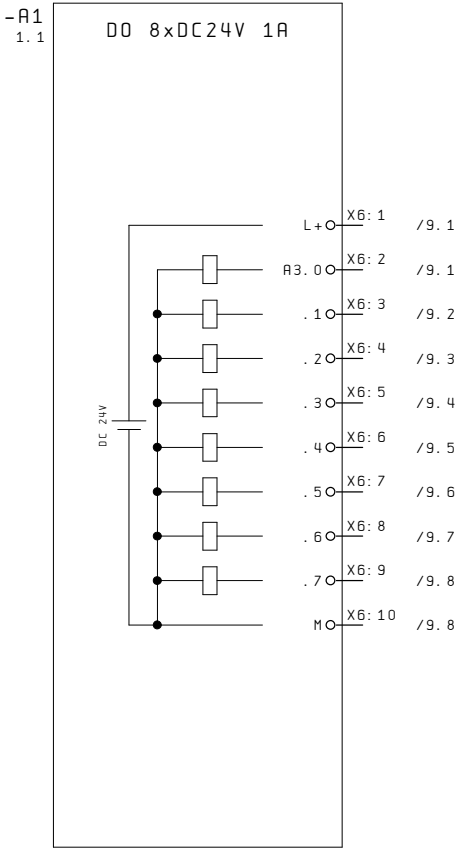 -A1
1.1
DO 8xDC24V 1A
L+ X6:1 /9.1
A3.0 X6:2 /9.1
.1 X6:3 /9.2
.2 X6:4 /9.3
.3 X6:5 /9.4
DC 24V
.4 X6:6 /9.5
.5 X6:7 /9.6
.6 X6:8 /9.7
.7 X6:9 /9.8
M X6:10 /9.8